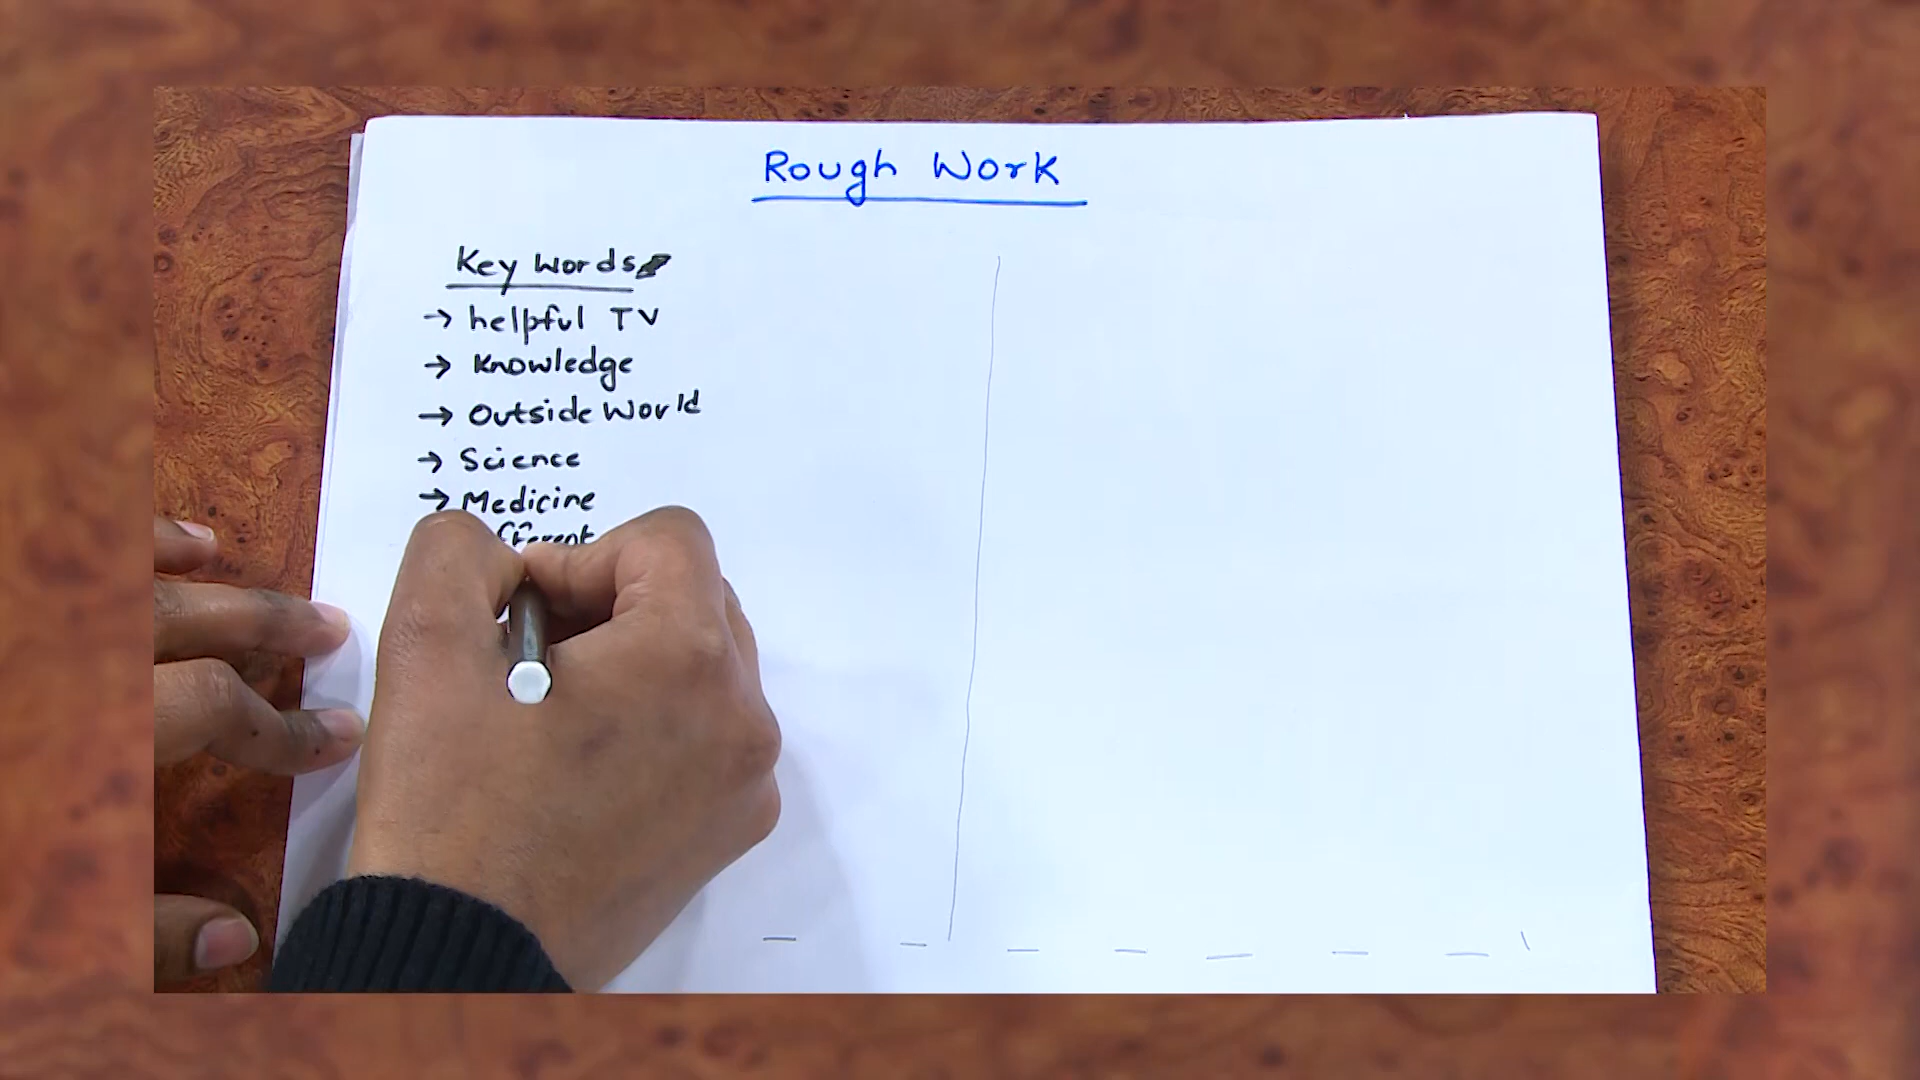 Rough Work
Key words
→ helpful TV
→ Knowledge
→ Outside World
→ Science
→ Medicine